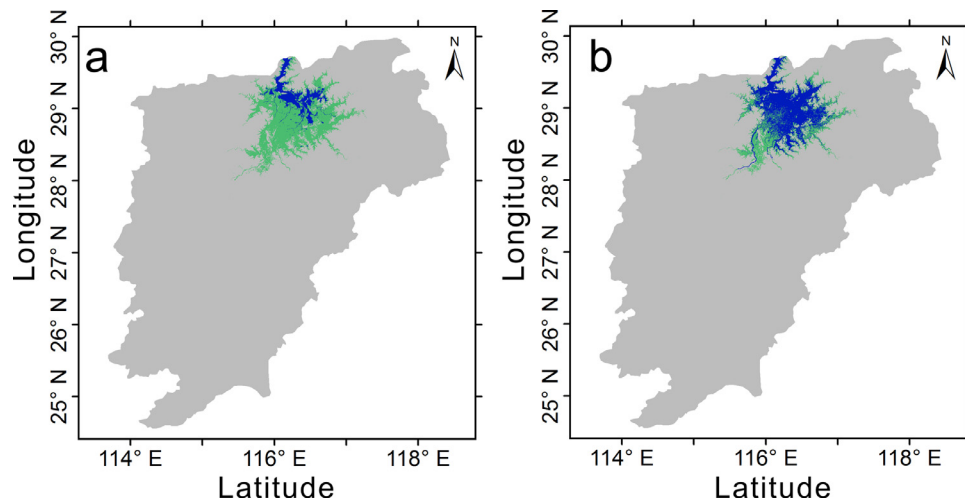 a
N
30° N
29° N
28° N
27° N
26° N
25° N
Longitude
114° E
116° E
118° E
Latitude
b
N
30° N
29° N
28° N
27° N
26° N
25° N
Longitude
114° E
116° E
118° E
Latitude